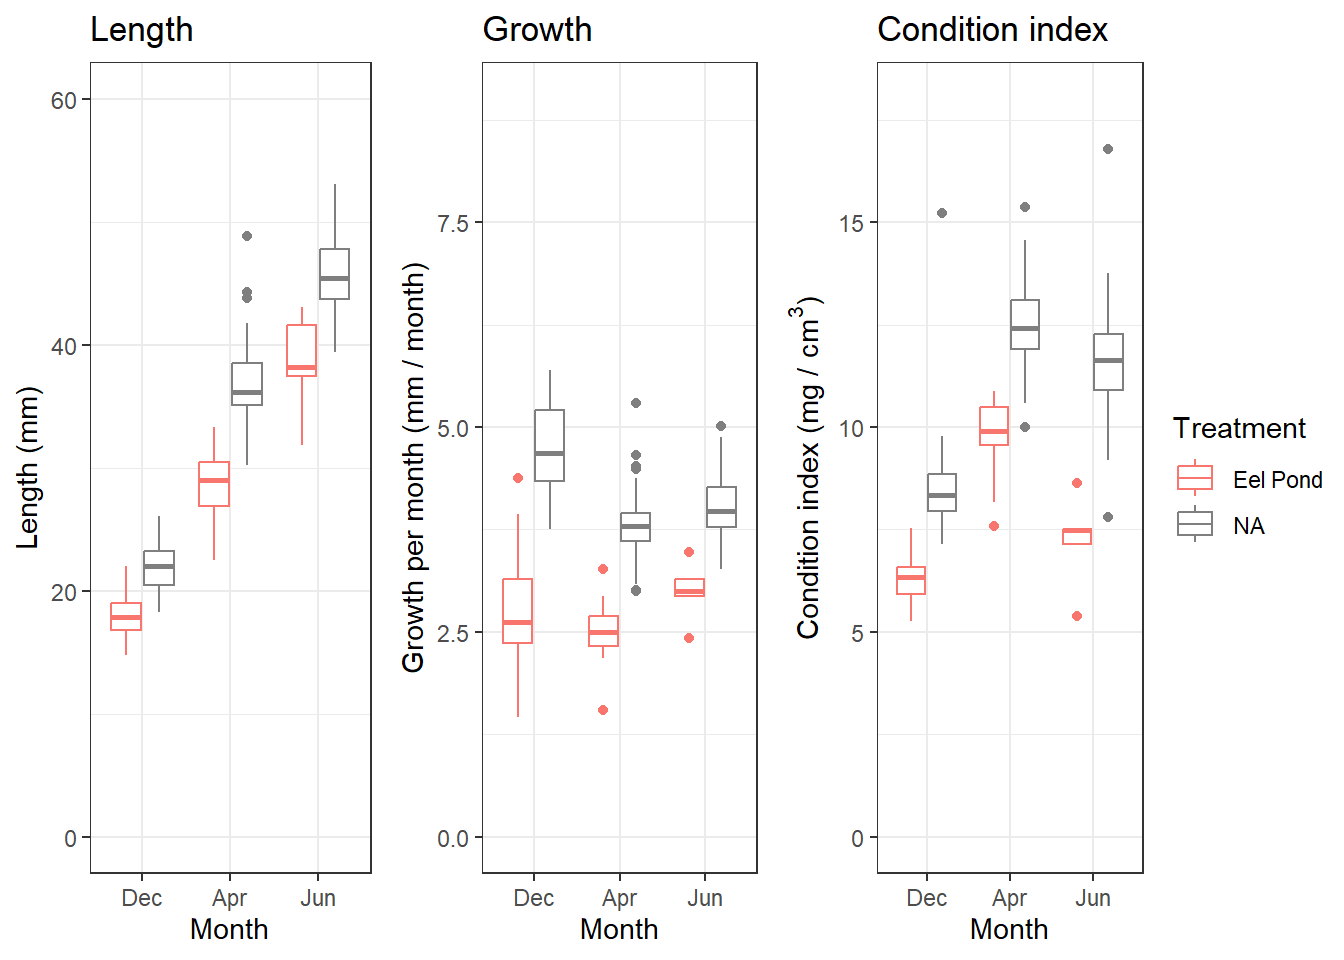 Length
Growth
Condition index
Length (mm)
60
40
20
0
Dec Apr Jun
Month
Growth per month (mm / month)
7.5
5.0
2.5
0.0
Dec Apr Jun
Month
Condition index (mg / cm³)
15
10
5
0
Dec Apr Jun
Month
Treatment
Eel Pond
NA